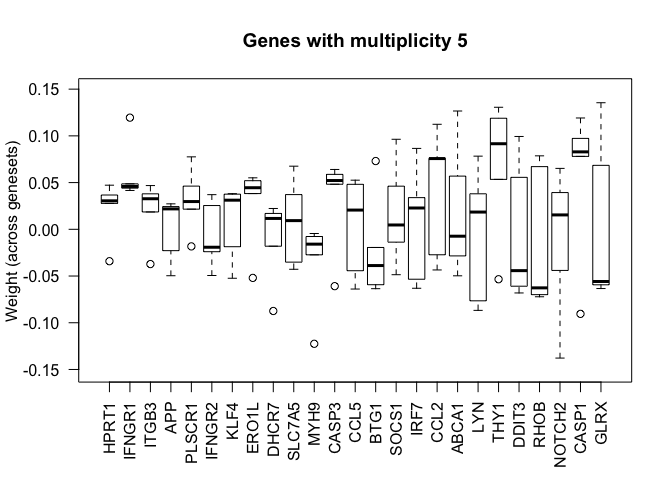 Genes with multiplicity 5
Weight (across genesets)
0.15
0.10
0.05
0.00
-0.05
-0.10
-0.15
HPRT1
IFNGR1
ITGB3
APP
PLSCR1
IFNGR2
KLF4
ERO1L
DHCR7
SLC7A5
MYH9
CASP3
CCL5
BTG1
SOCS1
IRF7
CCL2
ABCA1
LYN
THY1
DDIT3
RHOB
NOTCH2
CASP1
GLRX